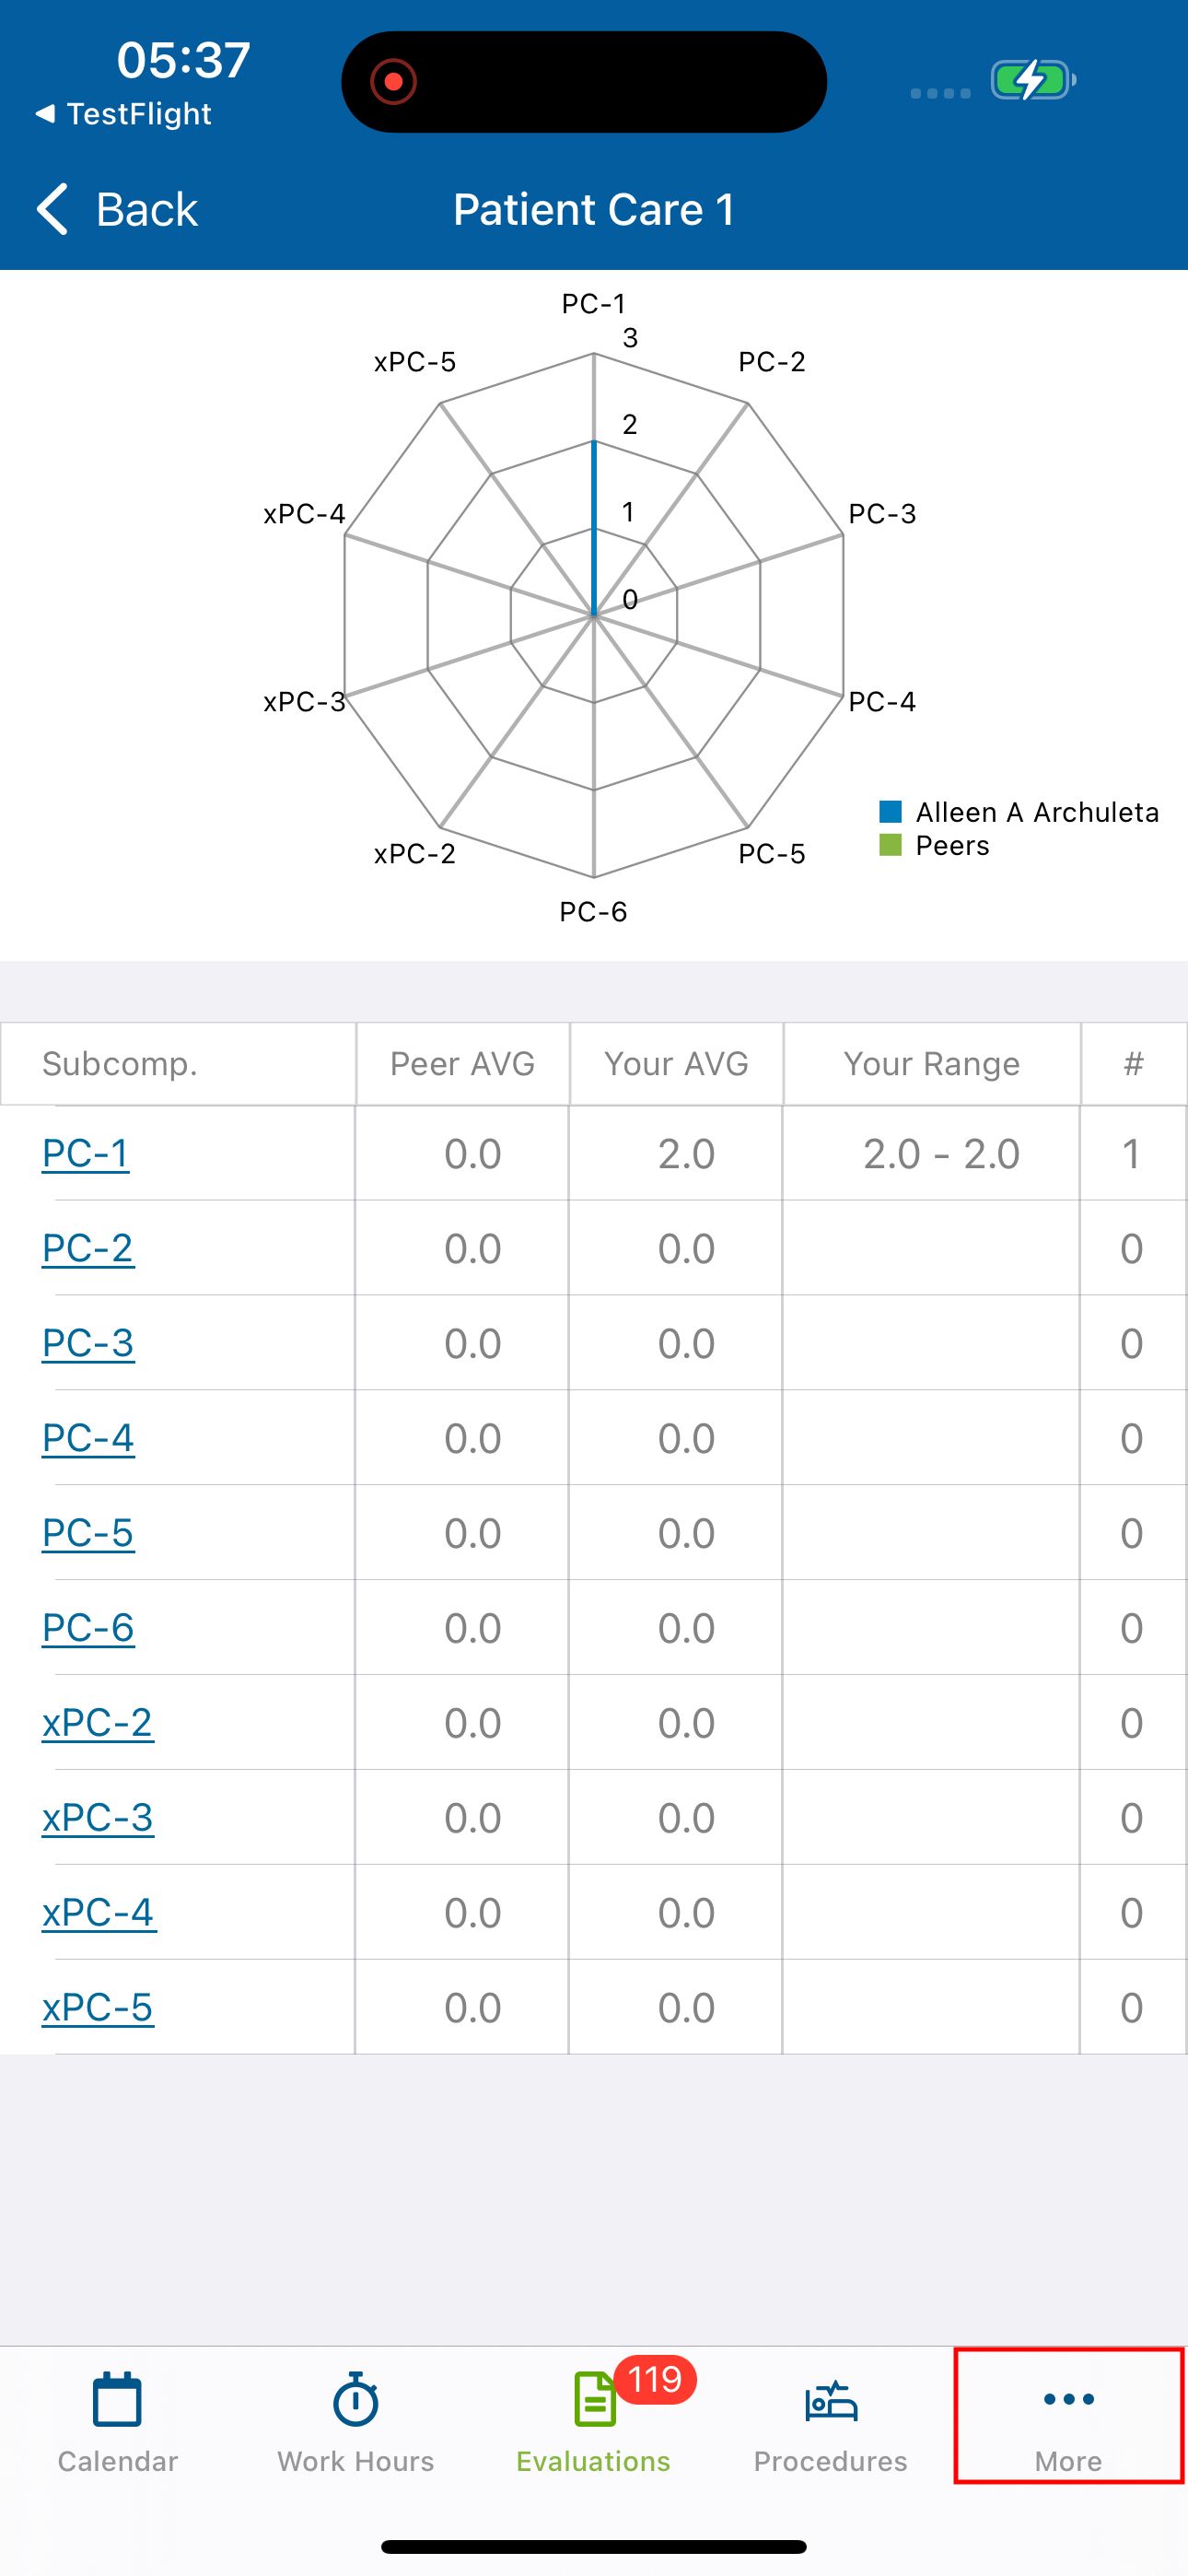 05:37
◀ TestFlight
Back
Patient Care 1
PC-1
3
xPC-5
PC-2
2
xPC-4
1
PC-3
0
xPC-3
PC-4
Alleen A Archuleta
Peers
xPC-2
PC-5
PC-6
Subcomp. Peer AVG Your AVG Your Range #
PC-1 0.0 2.0 2.0 - 2.0 1
PC-2 0.0 0.0 0
PC-3 0.0 0.0 0
PC-4 0.0 0.0 0
PC-5 0.0 0.0 0
PC-6 0.0 0.0 0
xPC-2 0.0 0.0 0
xPC-3 0.0 0.0 0
xPC-4 0.0 0.0 0
xPC-5 0.0 0.0 0
119
Calendar Work Hours Evaluations Procedures More